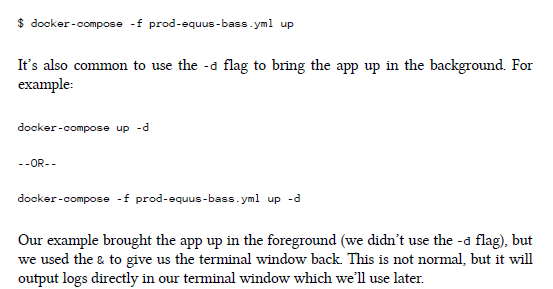 $ docker-compose -f prod-equus-bass.yml up
It's also common to use the -d flag to bring the app up in the background. For
example:
docker-compose up -d
--OR--
docker-compose -f prod-equus-bass.yml up -d
Our example brought the app up in the foreground (we didn't use the -d flag), but
we used the & to give us the terminal window back. This is not normal, but it will
output logs directly in our terminal window which we'll use later.